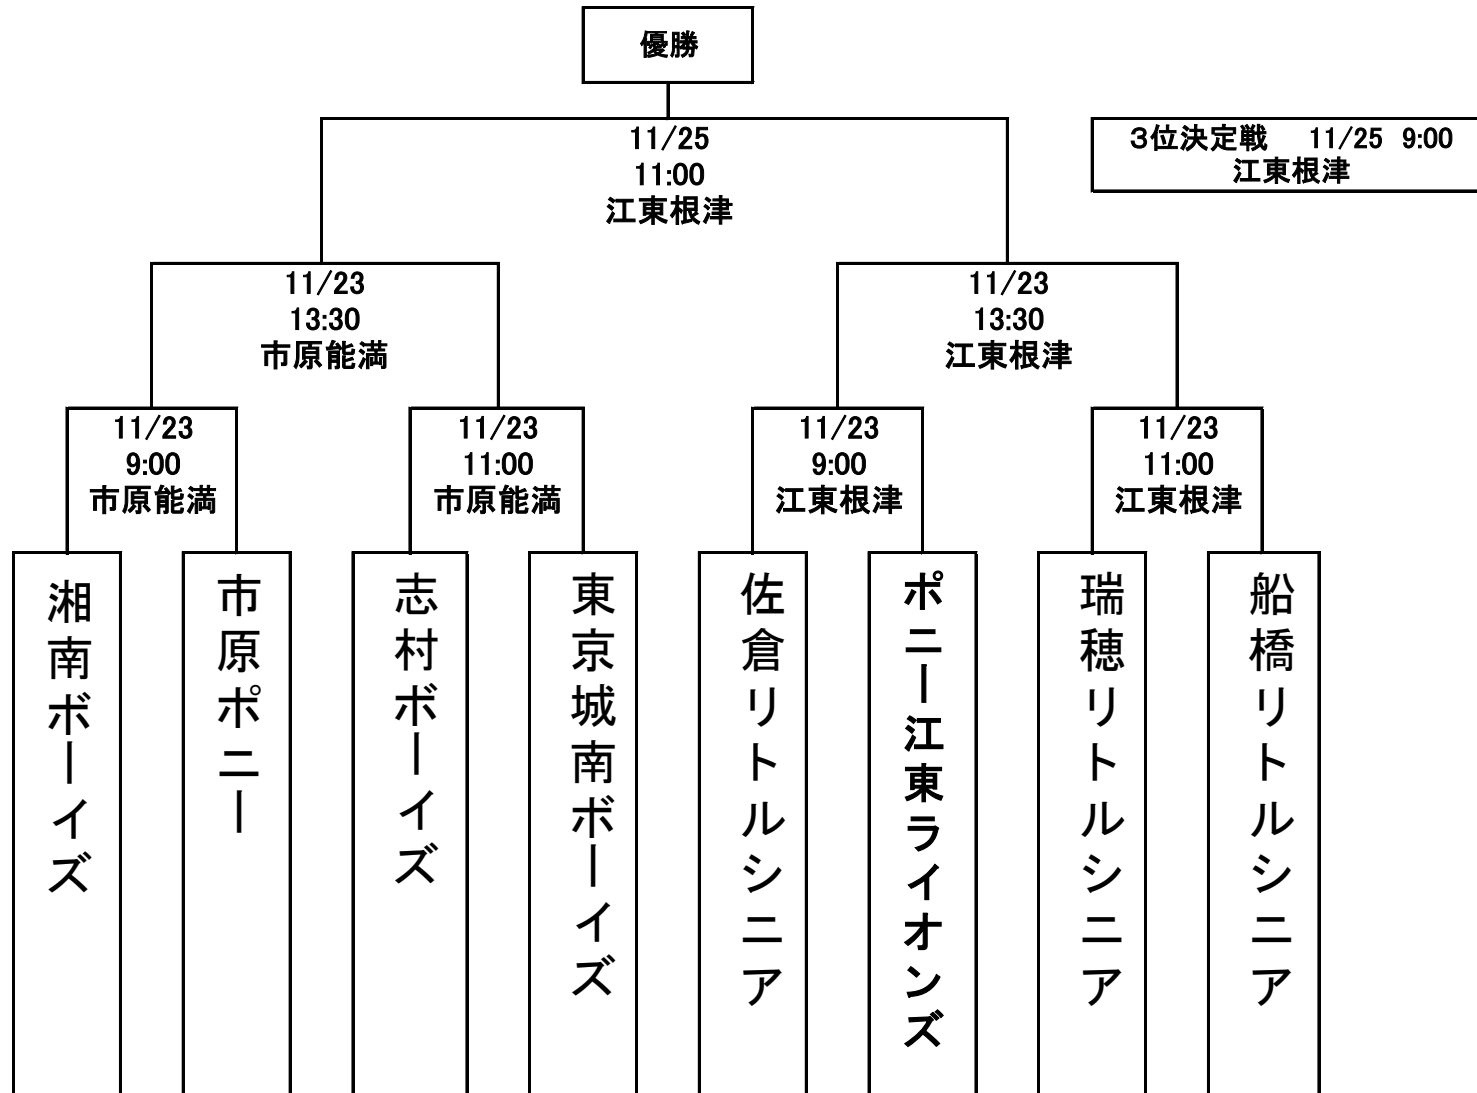 優勝
11/25
11:00
江東根津
3位決定戦 11/25 9:00
江東根津
11/23
13:30
市原能満
11/23
13:30
江東根津
11/23
9:00
市原能満
11/23
11:00
市原能満
11/23
9:00
江東根津
11/23
11:00
江東根津
湘南ボーイズ
市原ポニー
志村ボーイズ
東京城南ボーイズ
佐倉リトルシニア
ポニー江東ライオンズ
瑞穂リトルシニア
船橋リトルシニア